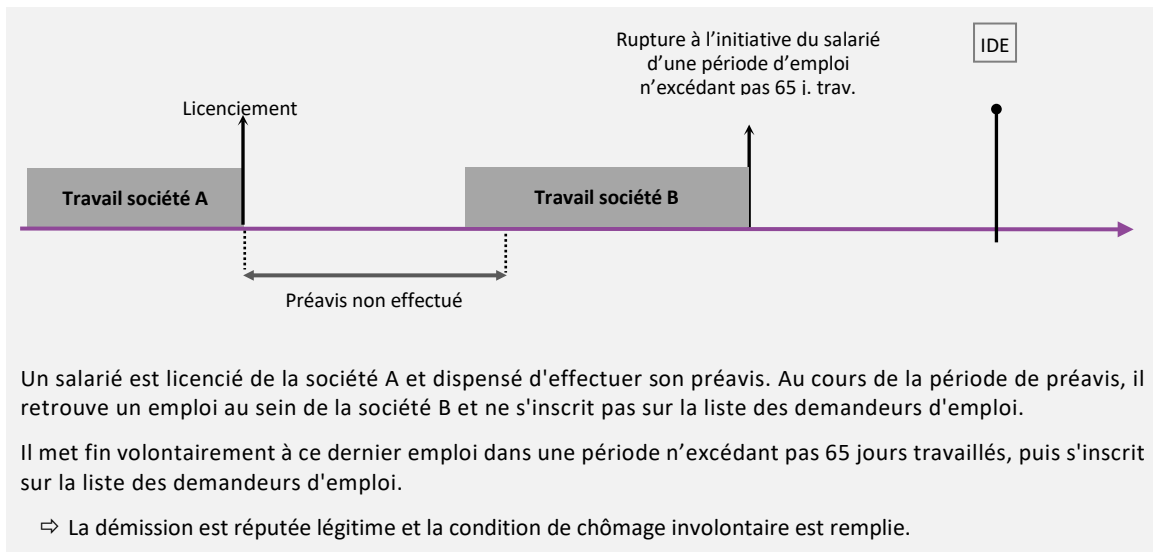 Rupture à l’initiative du salarié
d’une période d’emploi
n’excédant pas 65 j. trav.
IDE
Licenciement
Travail société A
Travail société B
Préavis non effectué
Un salarié est licencié de la société A et dispensé d'effectuer son préavis. Au cours de la période de préavis, il
retrouve un emploi au sein de la société B et ne s'inscrit pas sur la liste des demandeurs d'emploi.
Il met fin volontairement à ce dernier emploi dans une période n’excédant pas 65 jours travaillés, puis s'inscrit
sur la liste des demandeurs d'emploi.
⇨ La démission est réputée légitime et la condition de chômage involontaire est remplie.